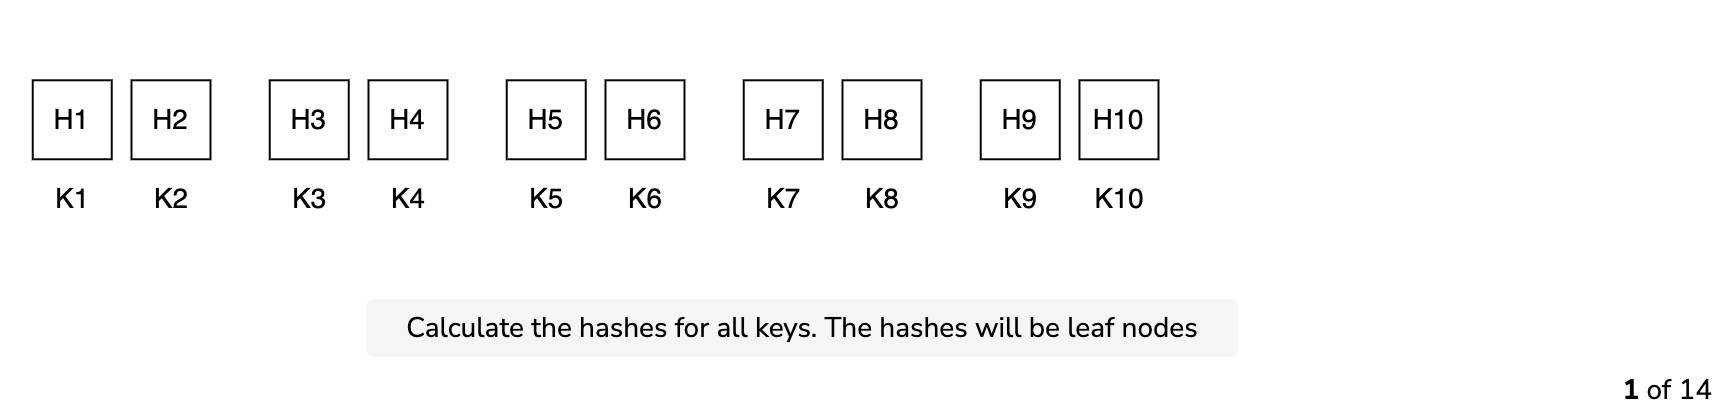 H1 H2 H3 H4 H5 H6 H7 H8 H9 H10
K1 K2 K3 K4 K5 K6 K7 K8 K9 K10
Calculate the hashes for all keys. The hashes will be leaf nodes
1 of 14